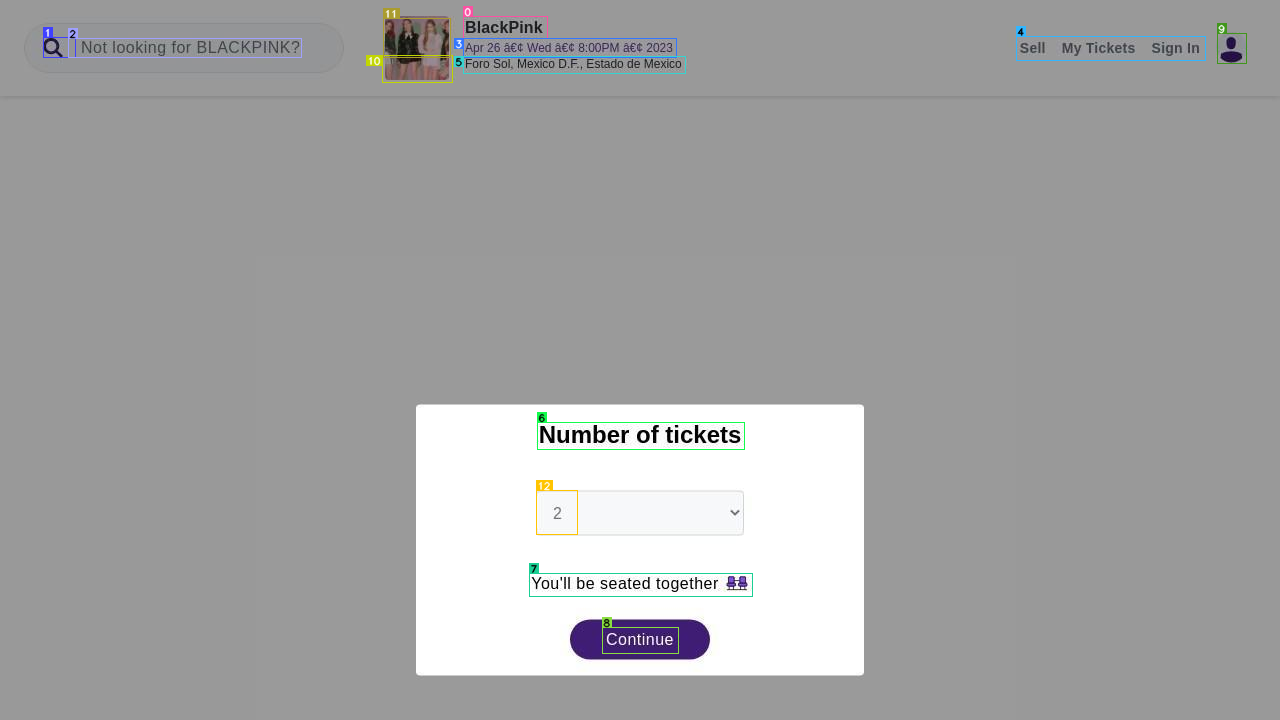 Not looking for BLACKPINK?
BlackPink
Apr 26 â€¢ Wed â€¢ 8:00PM â€¢ 2023
Foro Sol, Mexico D.F., Estado de Mexico
Sell My Tickets Sign In
Number of tickets
2
You'll be seated together
Continue
0
1
2
3
4
5
6
7
8
9
10
11
12